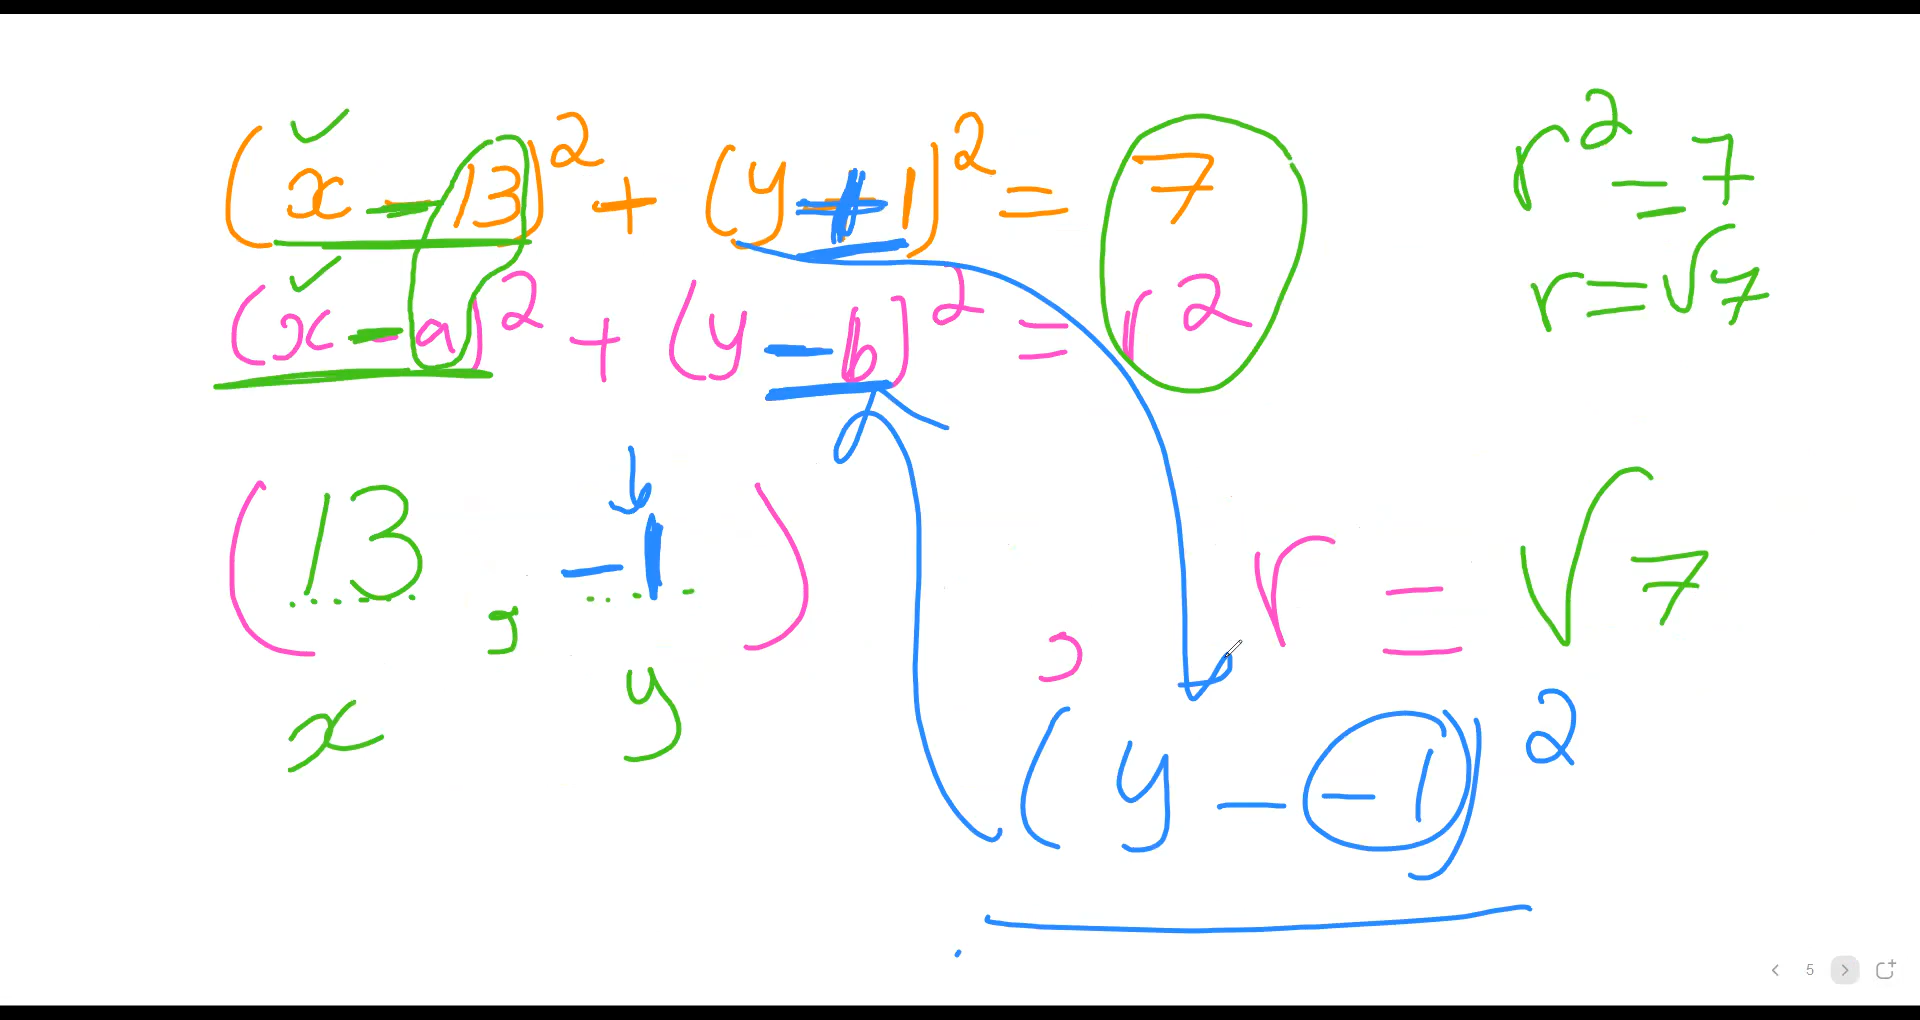 (x - 13)² + (y + 1)² = 7
r² = 7
(x - a)² + (y - b)² = r²
r = √7
(13, -1), r = √7
x y
(y - -1)²
5